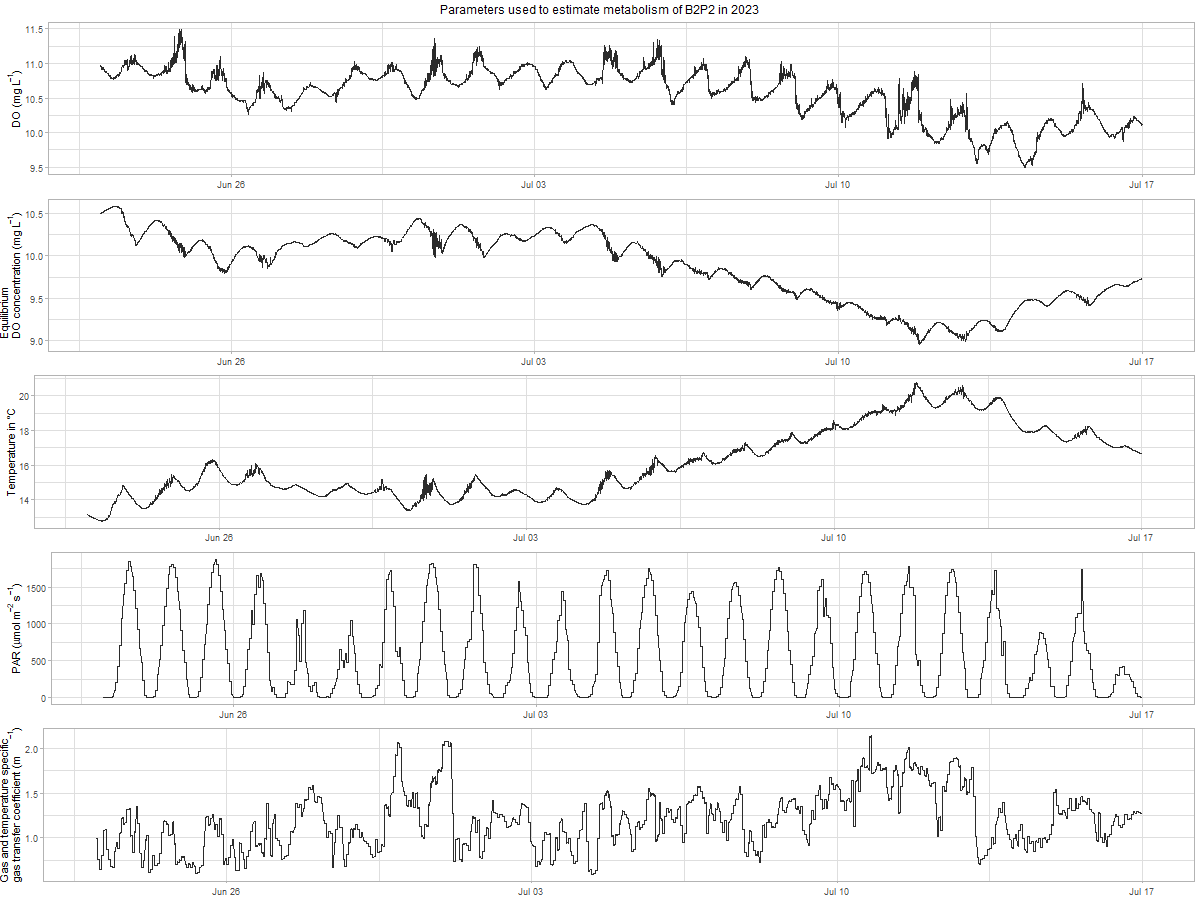 Parameters used to estimate metabolism of B2P2 in 2023
DO (mg L⁻¹)
11.5
11.0
10.5
10.0
9.5
Jun 26
Jul 03
Jul 10
Jul 17
Equilibrium
DO concentration (mg L⁻¹)
10.5
10.0
9.5
9.0
Jun 26
Jul 03
Jul 10
Jul 17
Temperature in °C
20
18
16
14
Jun 26
Jul 03
Jul 10
Jul 17
PAR (umol m⁻² s⁻¹)
1500
1000
500
0
Jun 26
Jul 03
Jul 10
Jul 17
Gas and temperature specific
gas transfer coefficient (m⁻¹)
2.0
1.5
1.0
Jun 26
Jul 03
Jul 10
Jul 17